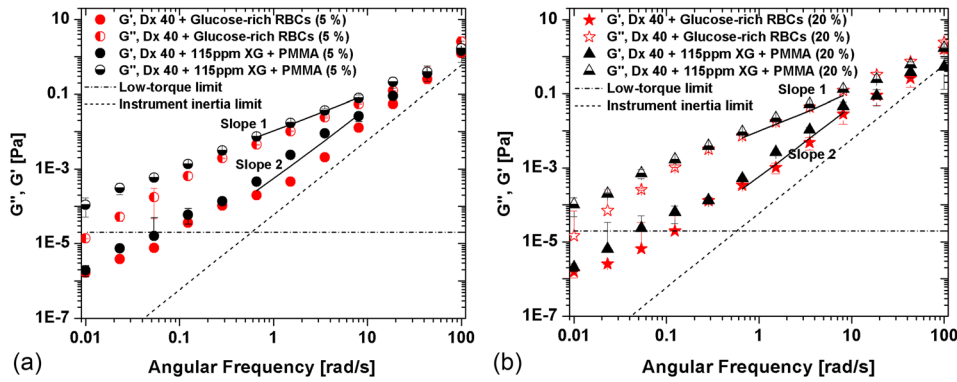 G', Dx 40 + Glucose-rich RBCs (5 %)
G'', Dx 40 + Glucose-rich RBCs (5 %)
G', Dx 40 + 115ppm XG + PMMA (5 %)
G'', Dx 40 + 115ppm XG + PMMA (5 %)
Low-torque limit
Instrument inertia limit
Slope 1
Slope 2
G'', G' [Pa]
10
0.1
1E-3
1E-5
1E-7
0.01
0.1
1
10
100
Angular Frequency [rad/s]
(a)
G', Dx 40 + Glucose-rich RBCs (20 %)
G'', Dx 40 + Glucose-rich RBCs (20 %)
G', Dx 40 + 115ppm XG + PMMA (20 %)
G'', Dx 40 + 115ppm XG + PMMA (20 %)
Low-torque limit
Instrument inertia limit
Slope 1
Slope 2
G'', G' [Pa]
10
0.1
1E-3
1E-5
1E-7
0.01
0.1
1
10
100
Angular Frequency [rad/s]
(b)